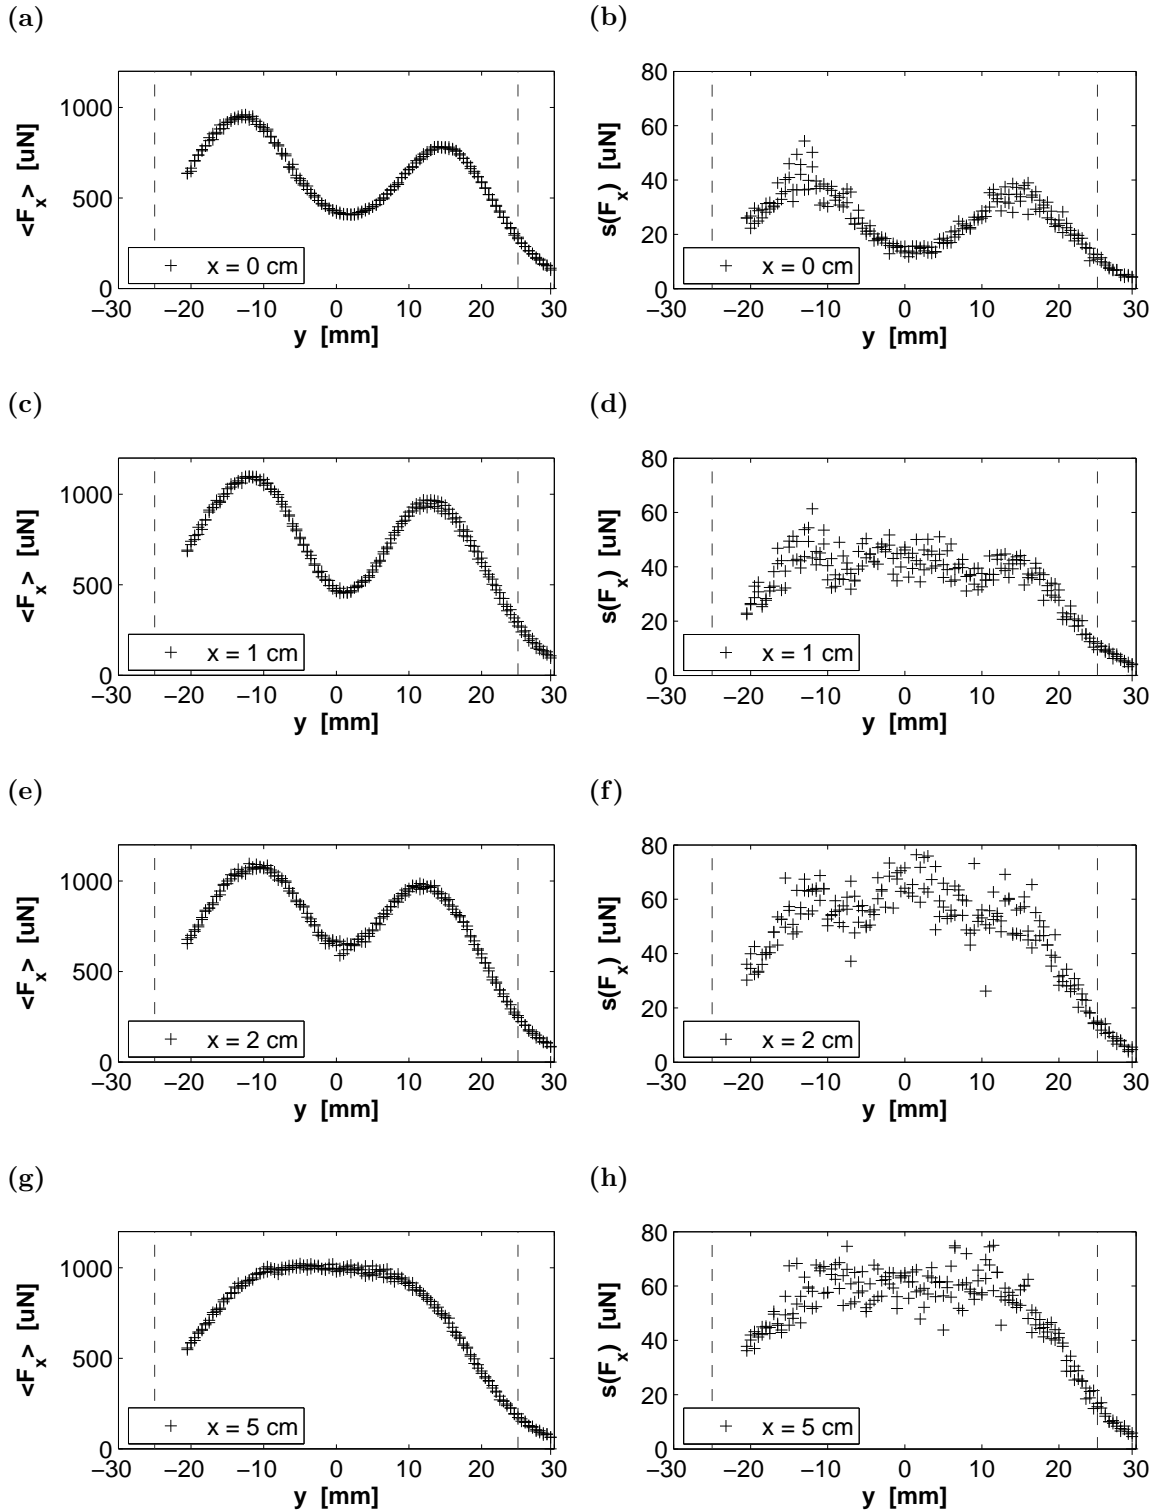 (a)
(b)
<F_x> [uN]
1000
500
0
−30 −20 −10 0 10 20 30
y [mm]
+ x = 0 cm
s(F_x) [uN]
80
60
40
20
0
−30 −20 −10 0 10 20 30
y [mm]
+ x = 0 cm
(c)
(d)
<F_x> [uN]
1000
500
0
−30 −20 −10 0 10 20 30
y [mm]
+ x = 1 cm
s(F_x) [uN]
80
60
40
20
0
−30 −20 −10 0 10 20 30
y [mm]
+ x = 1 cm
(e)
(f)
<F_x> [uN]
1000
500
0
−30 −20 −10 0 10 20 30
y [mm]
+ x = 2 cm
s(F_x) [uN]
80
60
40
20
0
−30 −20 −10 0 10 20 30
y [mm]
+ x = 2 cm
(g)
(h)
<F_x> [uN]
1000
500
0
−30 −20 −10 0 10 20 30
y [mm]
+ x = 5 cm
s(F_x) [uN]
80
60
40
20
0
−30 −20 −10 0 10 20 30
y [mm]
+ x = 5 cm